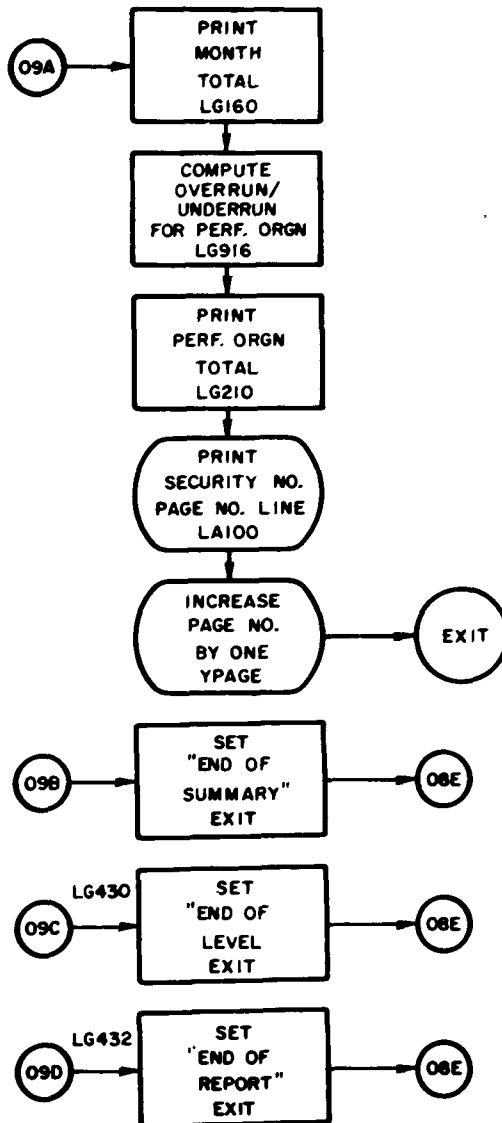 09A
PRINT
MONTH
TOTAL
LG160
COMPUTE
OVERRUN/
UNDERRUN
FOR PERF. ORGN
LG916
PRINT
PERF. ORGN
TOTAL
LG210
PRINT
SECURITY NO.
PAGE NO. LINE
LA100
INCREASE
PAGE NO.
BY ONE
YPAGE
EXIT
09B
SET
"END OF
SUMMARY"
EXIT
08E
09C
LG430
SET
"END OF
LEVEL
EXIT
08E
09D
LG432
SET
"END OF
REPORT"
EXIT
08E